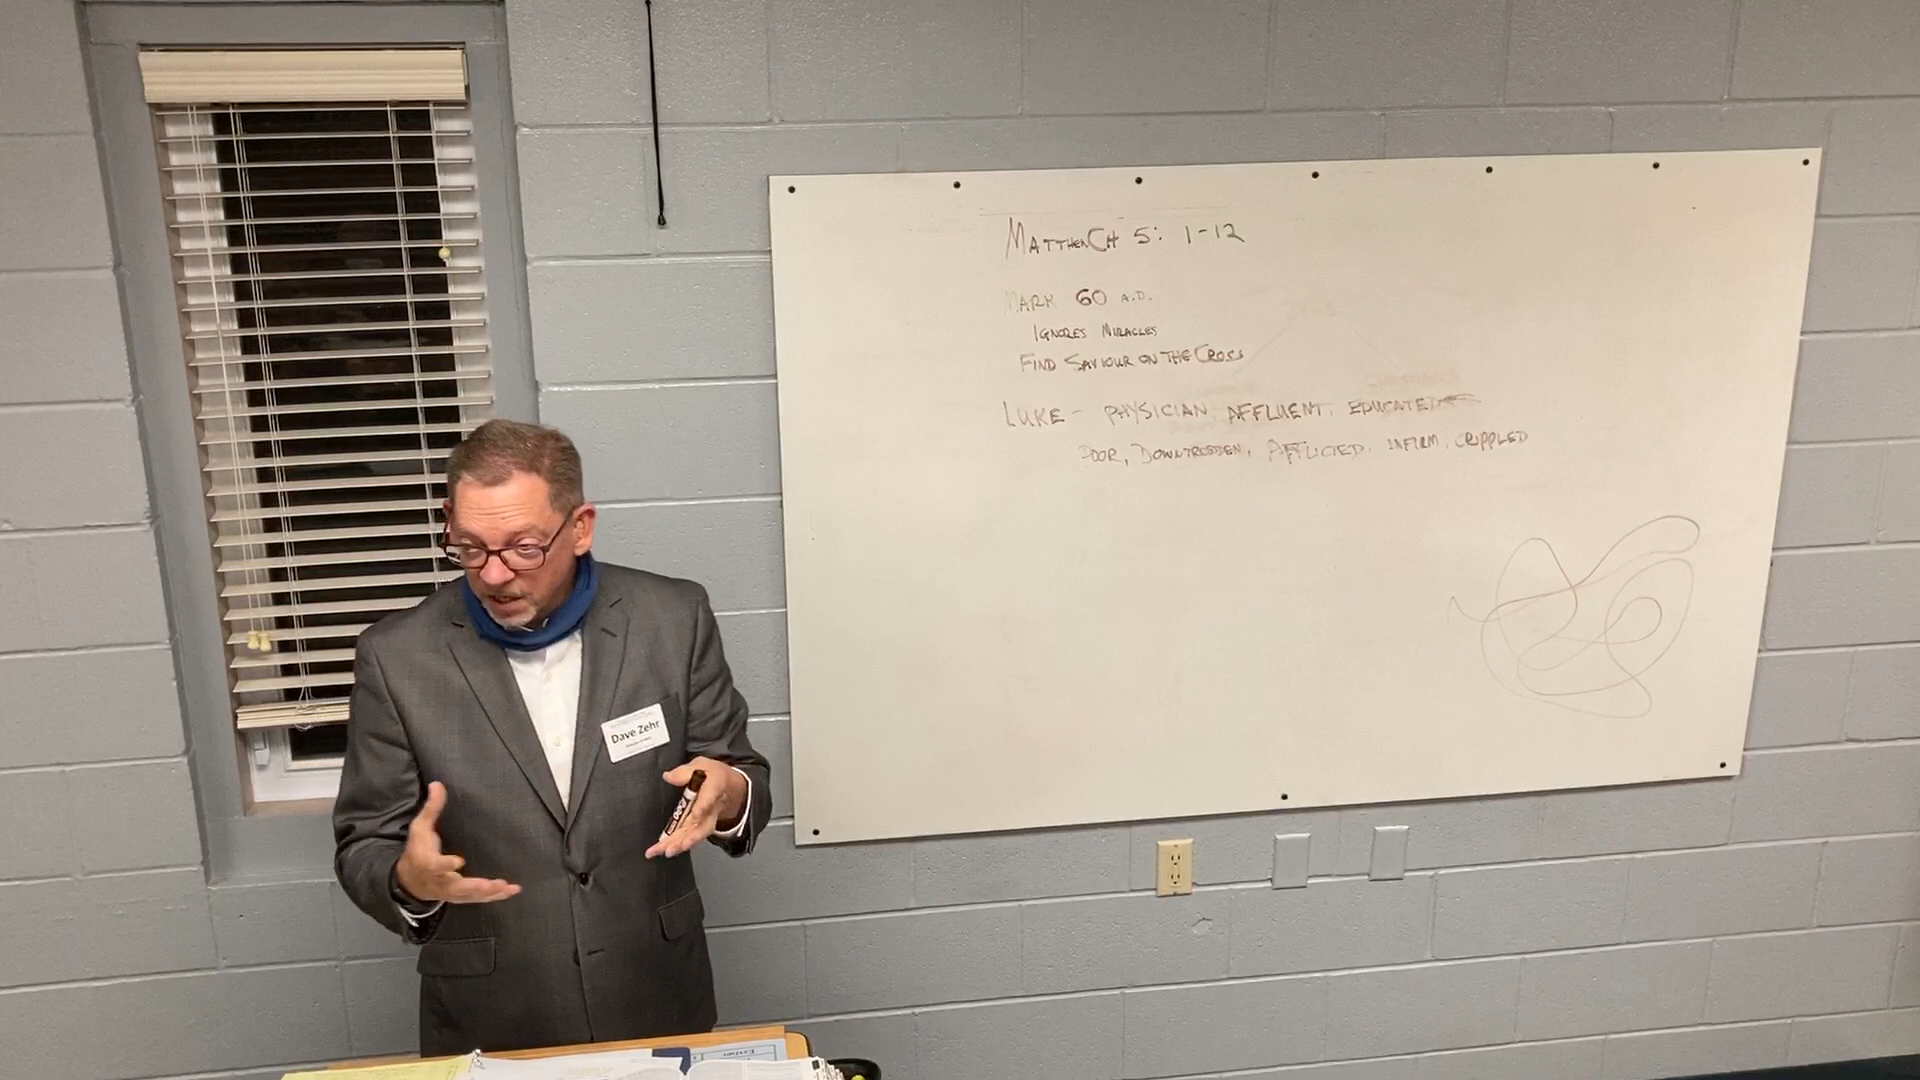 MATTHEW CH 5: 1-12
MARK 60 A.D.
IGNORES MIRACLES
FIND SAVIOUR ON THE CROSS
LUKE - PHYSICIAN, AFFLUENT, EDUCATED
POOR, DOWNTRODDEN, AFFLICTED, INFIRM, CRIPPLED
Dave Zehr